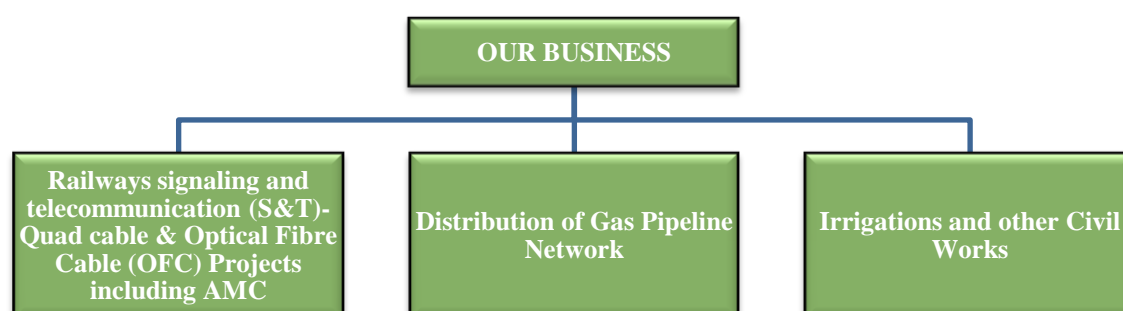 OUR BUSINESS
Railways signaling and
telecommunication (S&T)-
Quad cable & Optical Fibre
Cable (OFC) Projects
including AMC
Distribution of Gas Pipeline
Network
Irrigations and other Civil
Works